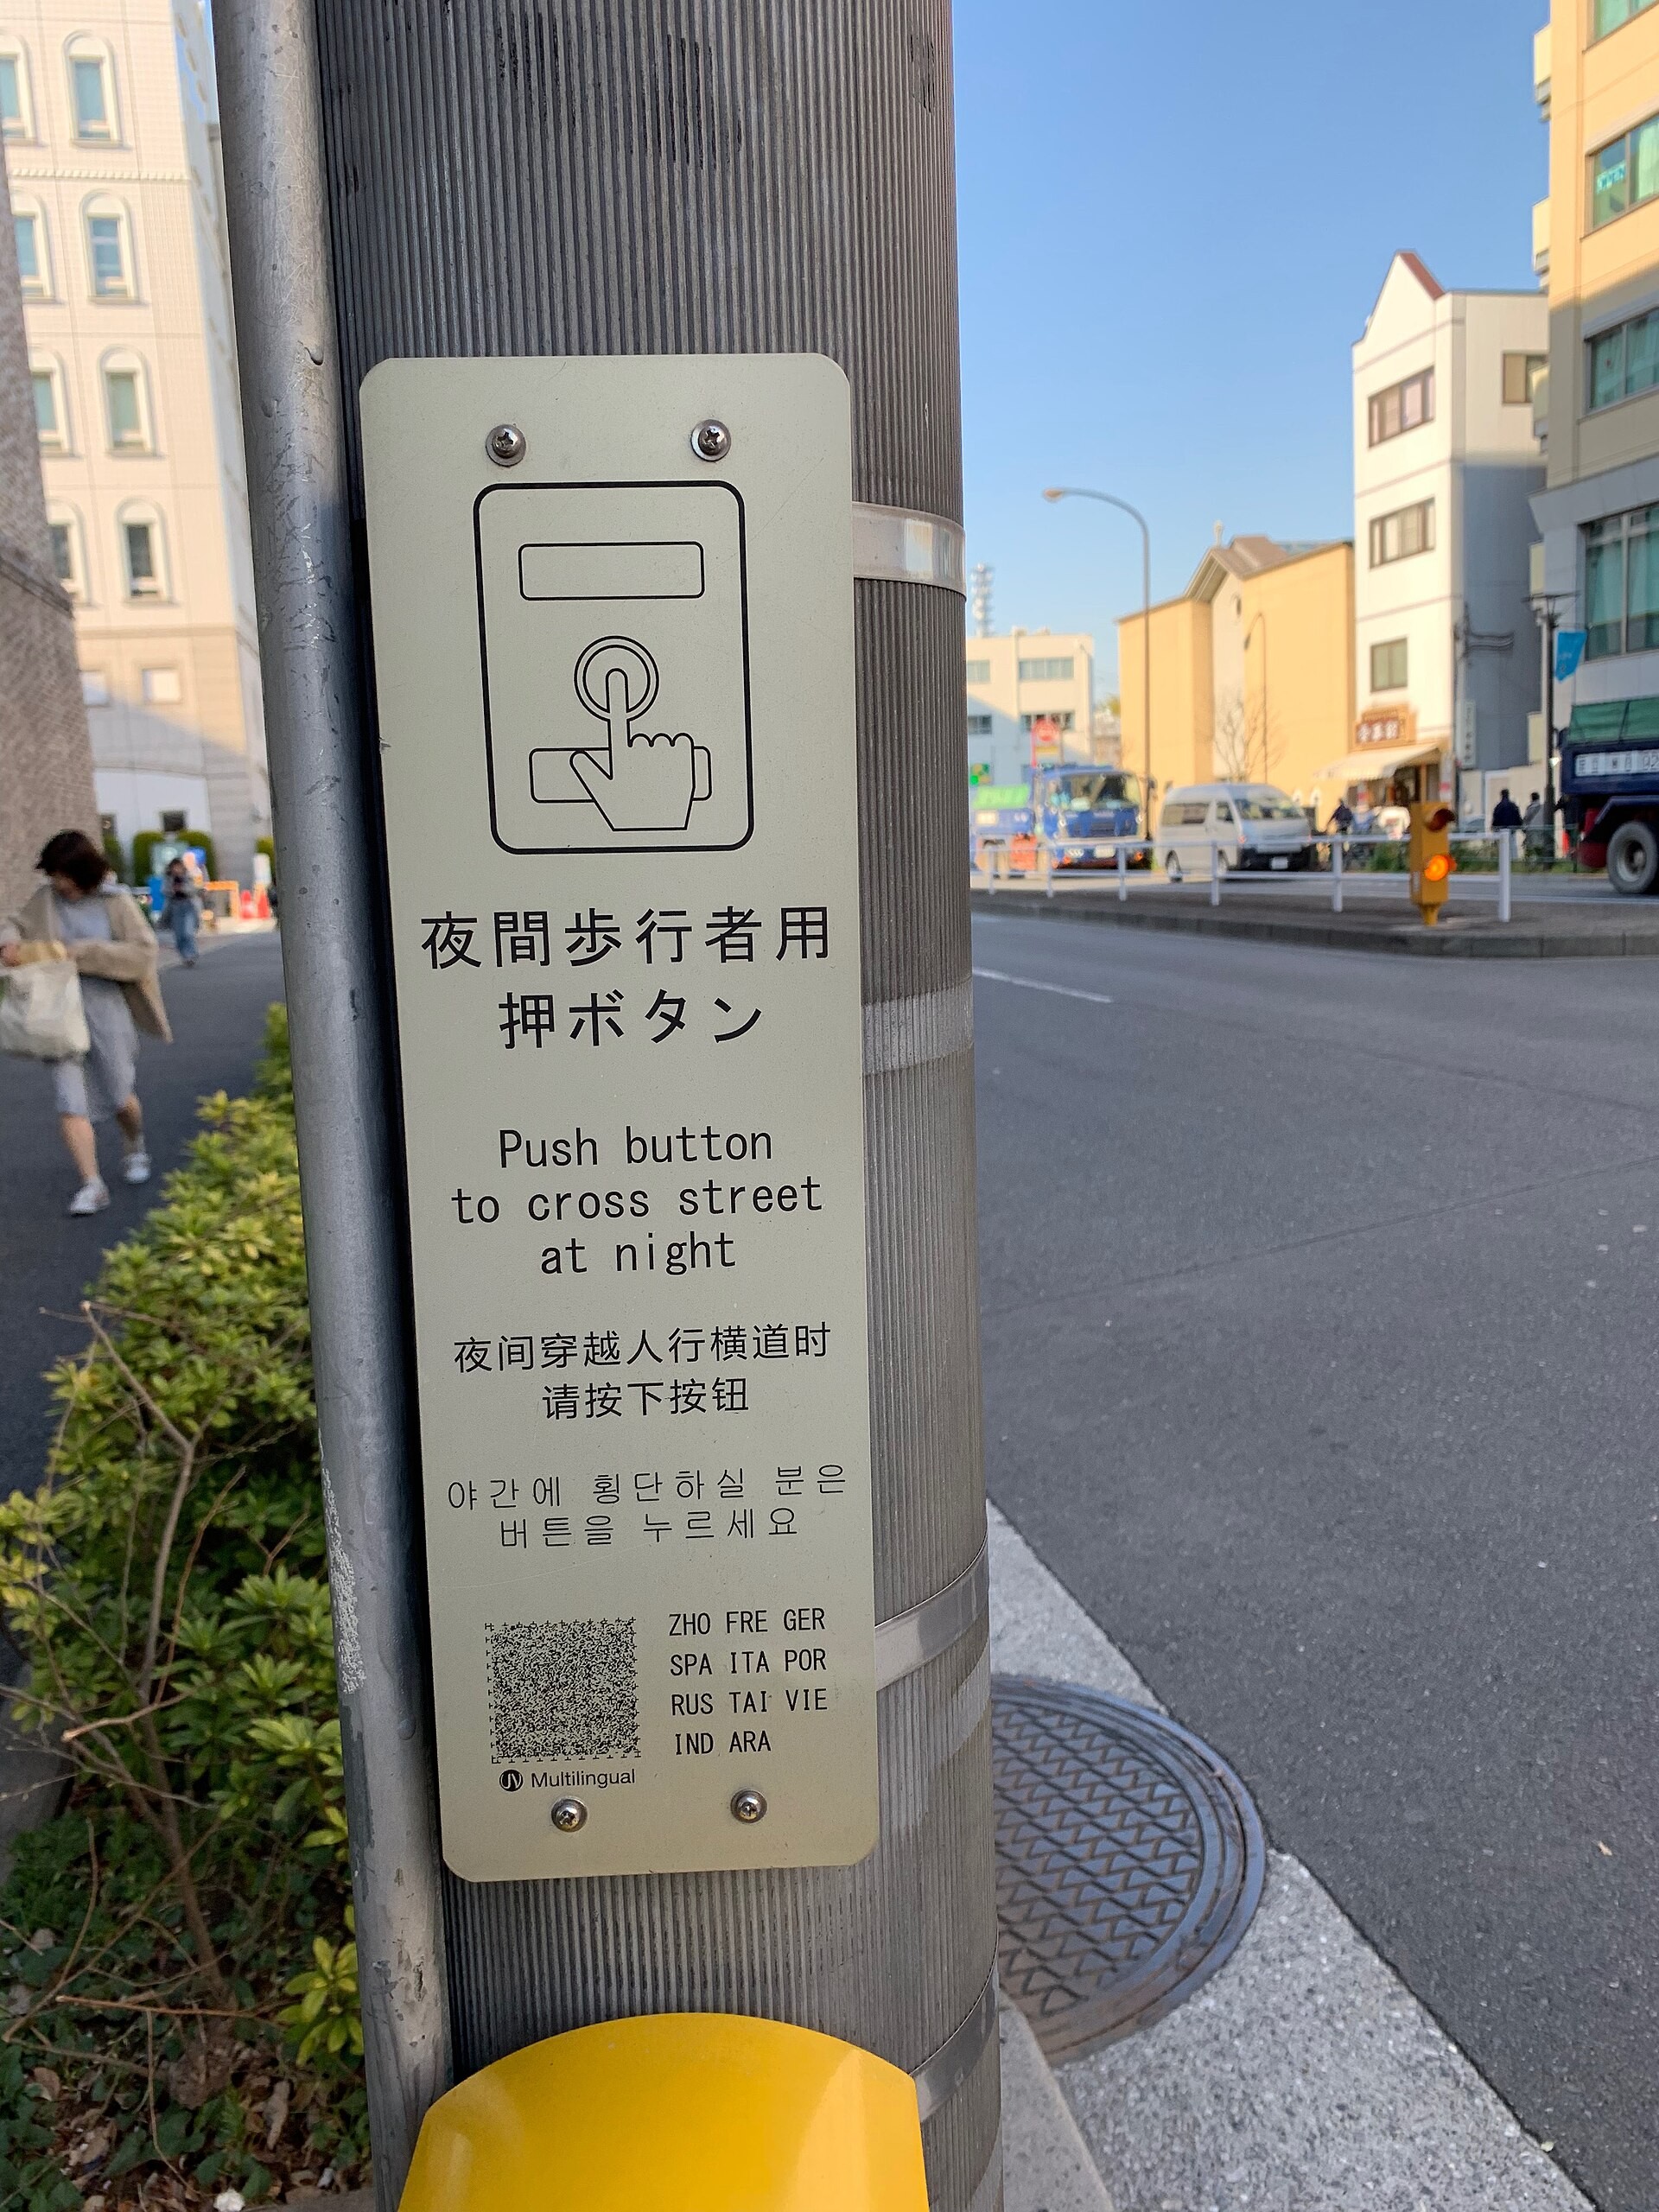 夜間歩行者用
押ボタン
Push button
to cross street
at night
夜间穿越人行横道时
请按下按钮
야간에 횡단하실 분은
버튼을 누르세요
ZHO FRE GER
SPA ITA POR
RUS TAI VIE
IND ARA
JV Multilingual